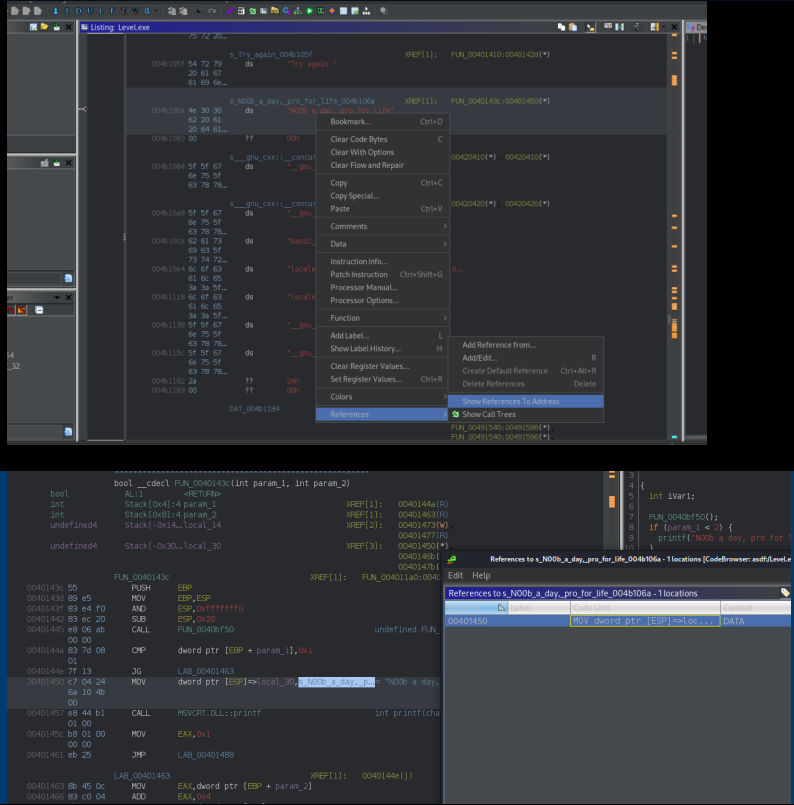 I D U L F S V B
Listing: Level.exe
De
75 72 20...
s_Try_again_004b105f XREF[1]: FUN_00401410:0040142d(*)
004b105f 54 72 79 ds "Try again "
20 61 67
61 69 6e...
s_N00b_a_day,_pro_for_life_004b106a XREF[1]: FUN_0040143c:00401450(*)
004b106a 4e 30 30 ds "N00b a day, pro for life"
62 20 61
20 64 61...
004b1083 00 ?? 00h
s___gnu_cxx::__concur 00420410(*), 00420410(*)
004b1084 5f 5f 67 ds "__gnu_
6e 75 5f
63 78 78...
s___gnu_cxx::__concur 00420420(*), 00420420(*)
004b10a8 5f 5f 67 ds "__gnu_
6e 75 5f
63 78 78...
004b10ca 62 61 73 ds "basic_
69 63 5f
73 74 72...
004b10e4 6c 6f 63 ds "locale n...
61 6c 65
3a 3a 5f...
004b1118 6c 6f 63 ds "locale
61 6c 65
3a 3a 5f...
004b1138 5f 5f 67 ds "__gnu_
6e 75 5f
63 78 78...
004b115c 5f 5f 67 ds "__gnu_
6e 75 5f
63 78 78...
004b1182 2a ?? 2Ah
004b1183 00 ?? 00h
DAT_004b1184
FUN_00491540:00491588(*),
FUN_00491540:00491596(*),
er
54
_32
Bookmark... Ctrl+D
Clear Code Bytes C
Clear With Options
Clear Flow and Repair
Copy Ctrl+C
Copy Special...
Paste Ctrl+V
Comments
Data
Instruction Info...
Patch Instruction Ctrl+Shift+G
Processor Manual...
Processor Options...
Function
Add Label... L
Show Label History... H
Clear Register Values...
Set Register Values... Ctrl+R
Colors
References
Add Reference from...
Add/Edit... R
Create Default Reference Ctrl+Alt+R
Delete References Delete
Show References To Address
Show Call Trees
bool __cdecl FUN_0040143c(int param_1, int param_2)
bool AL:1 <RETURN>
int Stack[0x4]:4 param_1 XREF[1]: 0040144a(R)
int Stack[0x8]:4 param_2 XREF[1]: 00401463(R)
undefined4 Stack[-0x14...local_14 XREF[2]: 00401473(W),
00401477(R)
undefined4 Stack[-0x30...local_30 XREF[3]: 00401450(*),
0040146b(
0040147b(
FUN_0040143c XREF[1]: FUN_004011a0:0040
0040143c 55 PUSH EBP
0040143d 89 e5 MOV EBP,ESP
0040143f 83 e4 f0 AND ESP,0xfffffff0
00401442 83 ec 20 SUB ESP,0x20
00401445 e8 06 ab CALL FUN_0040bf50 undefined FUN_
00 00
0040144a 83 7d 08 CMP dword ptr [EBP + param_1],0x1
01
0040144e 7f 13 JG LAB_00401463
00401450 c7 04 24 MOV dword ptr [ESP]=>local_30,s_N00b_a_day,_p...= "N00b a day,
6a 10 4b
00
00401457 e8 44 b1 CALL MSVCRT.DLL::printf int printf(cha
01 00
0040145c b8 01 00 MOV EAX,0x1
00 00
00401461 eb 25 JMP LAB_00401488
LAB_00401463 XREF[1]: 0040144e(j)
00401463 8b 45 0c MOV EAX,dword ptr [EBP + param_2]
00401466 83 c0 04 ADD EAX,0x4
3
4 {
5 int iVar1;
6
7 FUN_0040bf50();
8 if (param_1 < 2) {
9 printf("N00b a day, pro for l
10 }
References to s_N00b_a_day,_pro_for_life_004b106a - 1 locations [CodeBrowser: asdf:/Level.e
Edit Help
References to s_N00b_a_day,_pro_for_life_004b106a - 1 locations
Label Code Unit Context
00401450 MOV dword ptr [ESP]=>loc... DATA